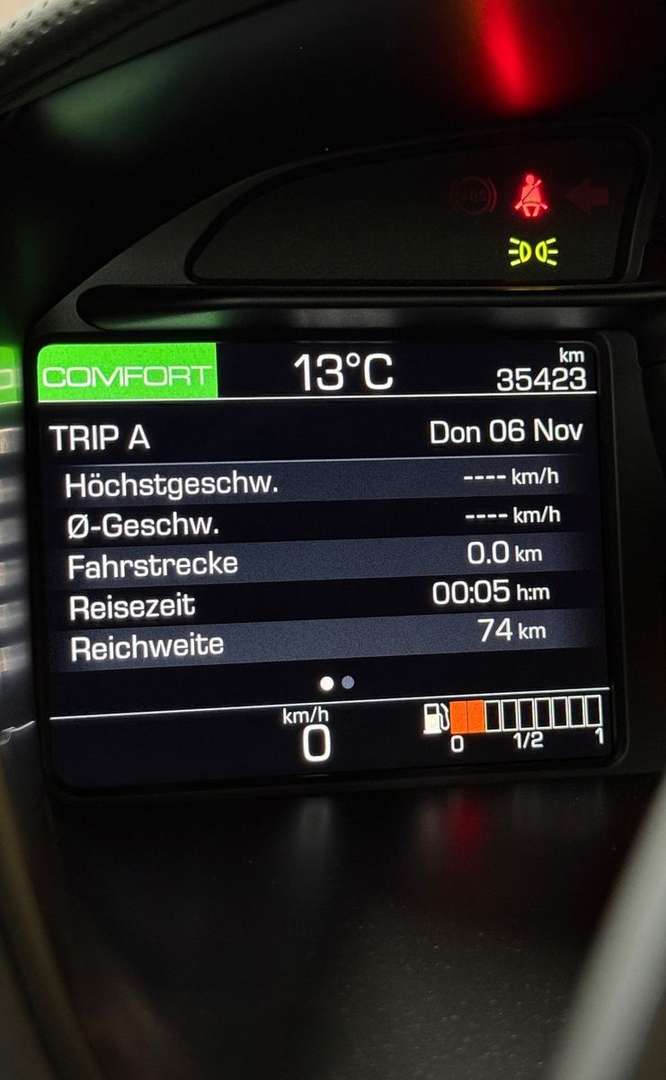 COMFORT 13°C km 35423
TRIP A Don 06 Nov
Höchstgeschw. ---- km/h
Ø-Geschw. ---- km/h
Fahrstrecke 0.0 km
Reisezeit 00:05 h:m
Reichweite 74 km
km/h
0
0 1/2 1